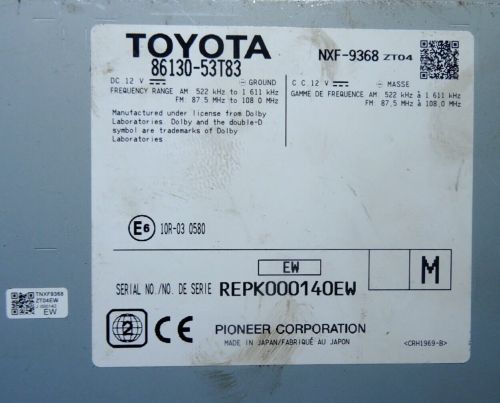 TOYOTA
86130-53T83
NXF-9368 ZT04
DC 12 V ⎓ ⊖ GROUND
FREQUENCY RANGE AM 522 kHz to 1 611 kHz
FM 87.5 MHz to 108.0 MHz
C C 12 V ⎓ ⊖ MASSE
GAMME DE FREQUENCE AM 522 kHz à 1 611 kHz
FM 87.5 MHz à 108.0 MHz
Manufactured under license from Dolby
Laboratories. Dolby and the double-D
symbol are trademarks of Dolby
Laboratories
E6 10R-03 0580
EW
M
SERIAL NO./NO. DE SERIE REPK000140EW
TNXF9368
ZT04EW
EW
2 CE
PIONEER CORPORATION
MADE IN JAPAN/FABRIQUÉ AU JAPON
<CRH1969-B>